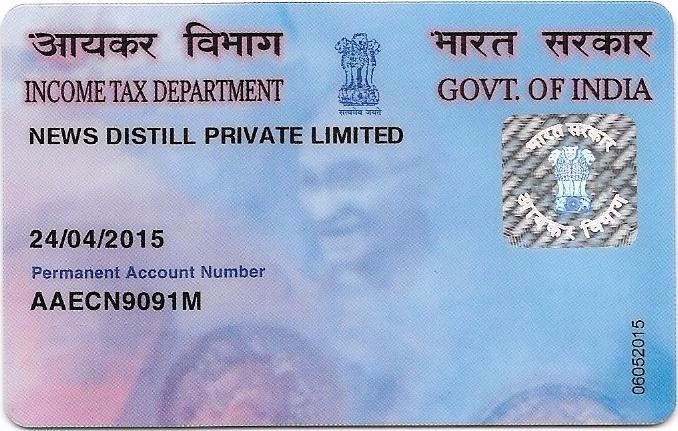 आयकर विभाग
भारत सरकार
INCOME TAX DEPARTMENT
GOVT. OF INDIA
सत्यमेव जयते
NEWS DISTILL PRIVATE LIMITED
भारत सरकार
आयकर विभाग
24/04/2015
Permanent Account Number
AAECN9091M
06052015